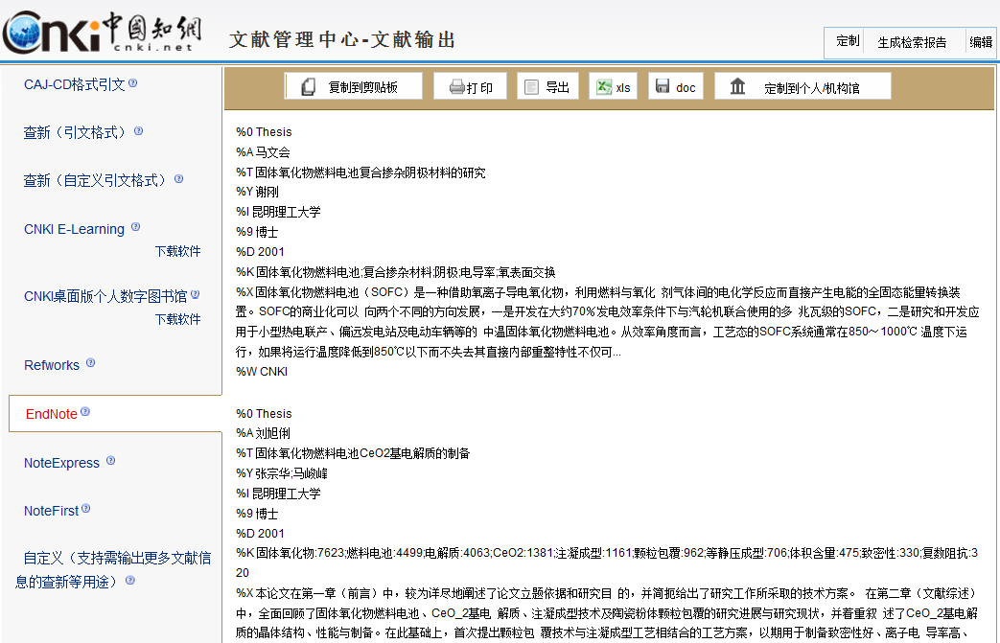 Cnki中国知网
cnki.net
文献管理中心-文献输出
定制
生成检索报告
编辑
CAJ-CD格式引文
复制到剪贴板
打印
导出
xls
doc
定制到个人/机构馆
查新（引文格式）
查新（自定义引文格式）
CNKI E-Learning
下载软件
CNKI桌面版个人数字图书馆
下载软件
Refworks
EndNote
NoteExpress
NoteFirst
自定义（支持需输出更多文献信
息的查新等用途）
%0 Thesis
%A 马文会
%T 固体氧化物燃料电池复合掺杂阴极材料的研究
%Y 谢刚
%I 昆明理工大学
%9 博士
%D 2001
%K 固体氧化物燃料电池;复合掺杂材料;阴极;电导率;氧表面交换
%X 固体氧化物燃料电池（SOFC）是一种借助氧离子导电氧化物，利用燃料与氧化 剂气体间的电化学反应而直接产生电能的全固态能量转换装
置。SOFC的商业化可以 向两个不同的方向发展，一是开发在大约70%发电效率条件下与汽轮机联合使用的多 兆瓦级的SOFC，二是研究和开发应
用于小型热电联产、偏远发电站及电动车辆等的 中温固体氧化物燃料电池。从效率角度而言，工艺态的SOFC系统通常在850～1000℃ 温度下运
行，如果将运行温度降低到850℃以下而不失去其直接内部重整特性不仅可...
%W CNKI
%0 Thesis
%A 刘旭俐
%T 固体氧化物燃料电池CeO2基电解质的制备
%Y 张宗华;马峻峰
%I 昆明理工大学
%9 博士
%D 2001
%K 固体氧化物:7623;燃料电池:4499;电解质:4063;CeO2:1381;注凝成型:1161;颗粒包覆:962;等静压成型:706;体积含量:475;致密性:330;复数阻抗:3
20
%X 本论文在第一章（前言）中，较为详尽地阐述了论文立题依据和研究目 的，并简扼给出了研究工作所采取的技术方案。 在第二章（文献综述）
中，全面回顾了固体氧化物燃料电池、CeO_2基电 解质、注凝成型技术及陶瓷粉体颗粒包覆的研究进展与研究现状，并着重叙 述了CeO_2基电解
质的晶体结构、性能与制备。在此基础上，首次提出颗粒包 覆技术与注凝成型工艺相结合的工艺方案，以期用于制备致密性好、离子电 导率高、